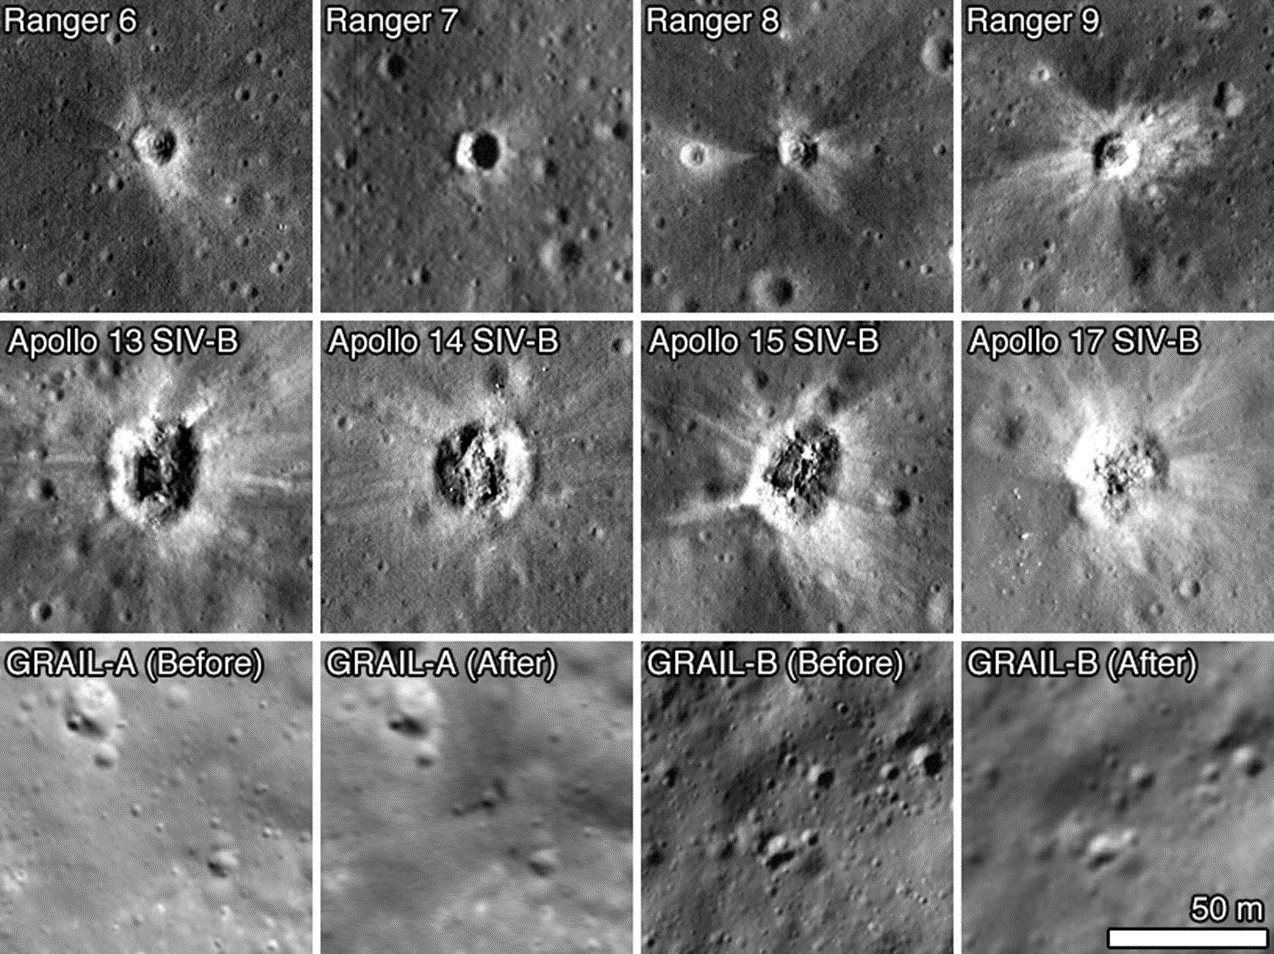 Ranger 6
Ranger 7
Ranger 8
Ranger 9
Apollo 13 SIV-B
Apollo 14 SIV-B
Apollo 15 SIV-B
Apollo 17 SIV-B
GRAIL-A (Before)
GRAIL-A (After)
GRAIL-B (Before)
GRAIL-B (After)
50 m